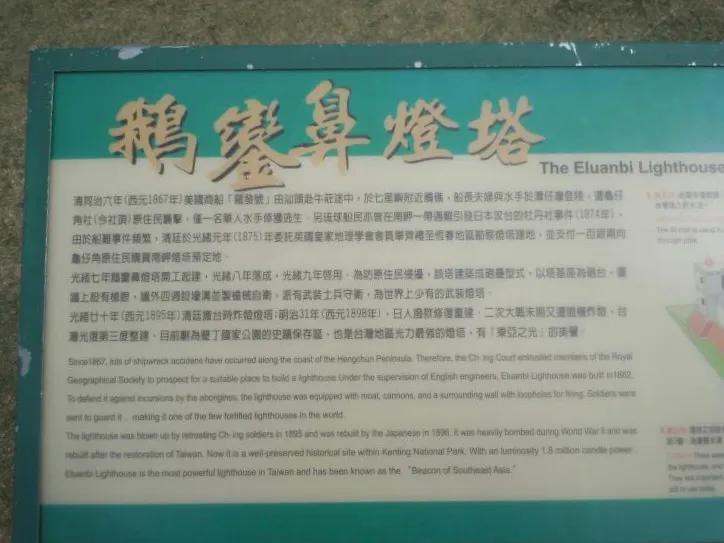 鵝鑾鼻燈塔
The Eluanbi Lighthouse
清同治六年(西元1867年)美國商船「羅發號」由汕頭赴牛莊途中，於七星巖附近觸礁，船長夫婦與水手於潭仔灣登陸，遭龜仔
角社(今社頂)原住民襲擊，僅一名華人水手倖獲逃生。另琉球船民亦曾在南岬一帶遇難引發日本攻台的牡丹社事件(1874年)。
由於船難事件頻繁，清廷於光緒元年(1875)年委託英國皇家地理學會會員畢齊禮至恆春地區勘察燈塔建地，並支付一百銀兩向
龜仔角原住民購買南岬燈塔預定地。
光緒七年鵝鑾鼻燈塔開工起建，光緒八年落成，光緒九年啓用。為防原住民侵擾，該塔建築成砲壘型式，以塔基座為砲台，圍
牆上設有槍眼，牆外四週設壕溝並製造械自衛，派有武裝士兵守衛，為世界上少有的武裝燈塔。
光緒廿十年(西元1895年)清廷撤台時炸燬燈塔；明治31年(西元1898年)，日人撥款修復重建，二次大戰末期又遭盟機炸燬，台
灣光復第三度整建。目前劃為墾丁國家公園的史蹟保存區，也是台灣地區光力最強的燈塔，有「東亞之光」的美譽。
Since1867, lots of shipwreck accidens have occurred along the coast of the Hengchun Peninsula. Therefore, the Ch- ing Court entrusted members of the Royal
Geographical Society to prospect for a suitable place to build a lighthouse.Under the supervision of English engineers, Eluanbi Lighhouse was built in1882.
To defend it against incursions by the aborigines, the lighthouse was equipped with moat, cannons, and a surrounding wall with loopholes for firing. Soldiers were
sent to guard it , making it one of the few fortified lighthouses in the world.
The lighthouse was blown up by retreating Ch- ing soldiers in 1895 and was rebuilt by the Japanese in 1898, it was heavily bombed during World War II and was
rebuilt after the restoration of Taiwan. Now it is a well-preserved historical site within Kenting National Park. With an luminosity 1.8 million candle power ,
Eluanbi Lighthouse is the most powerful lighthouse in Taiwan and has been known as the "Beacon of Southeast Asia."